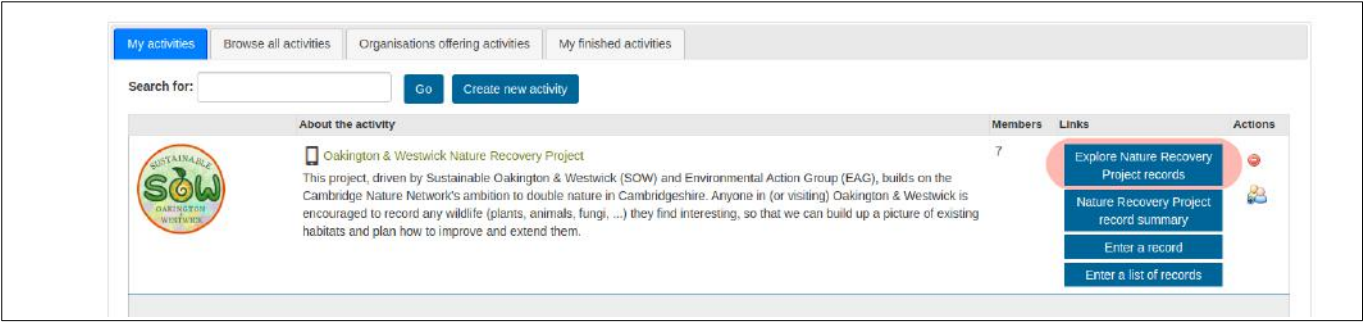 My activities
Browse all activities
Organisations offering activities
My finished activities
Search for:
Go
Create new activity
About the activity
Members
Links
Actions
SUSTAINABLE
SOW
OAKINGTON
WESTWICK
Oakington & Westwick Nature Recovery Project
This project, driven by Sustainable Oakington & Westwick (SOW) and Environmental Action Group (EAG), builds on the
Cambridge Nature Network's ambition to double nature in Cambridgeshire. Anyone in (or visiting) Oakington & Westwick is
encouraged to record any wildlife (plants, animals, fungi, ...) they find interesting, so that we can build up a picture of existing
habitats and plan how to improve and extend them.
7
Explore Nature Recovery
Project records
Nature Recovery Project
record summary
Enter a record
Enter a list of records